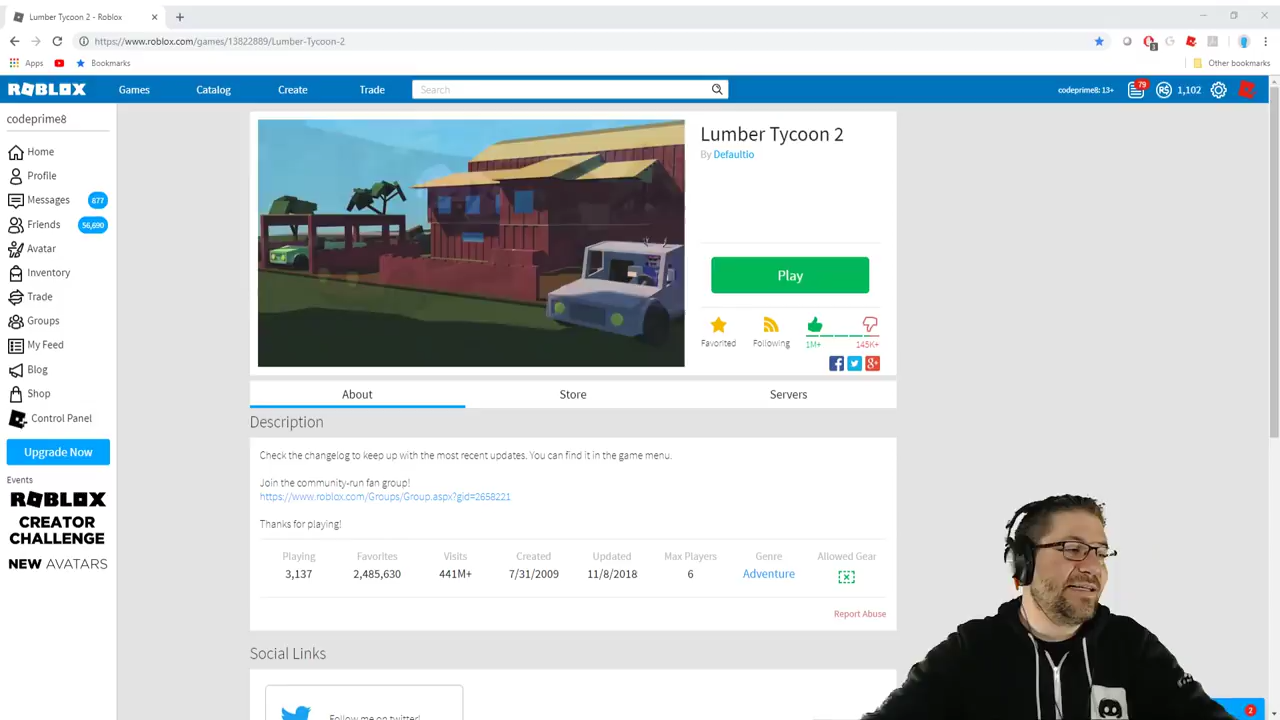 Lumber Tycoon 2 - Roblox
https://www.roblox.com/games/13822889/Lumber-Tycoon-2
3
Apps
Bookmarks
Other bookmarks
ROBLOX
Games
Catalog
Create
Trade
Search
codeprime8: 13+
79
1,102
codeprime8
Home
Profile
Messages 877
Friends 56,690
Avatar
Inventory
Trade
Groups
My Feed
Blog
Shop
Control Panel
Upgrade Now
Events
ROBLOX
CREATOR
CHALLENGE
NEW AVATARS
Lumber Tycoon 2
By Defaultio
Play
Favorited
Following
1M+
145K+
About
Store
Servers
Description
Check the changelog to keep up with the most recent updates. You can find it in the game menu.
Join the community-run fan group!
https://www.roblox.com/Groups/Group.aspx?gid=2658221
Thanks for playing!
Playing Favorites Visits Created Updated Max Players Genre Allowed Gear
3,137 2,485,630 441M+ 7/31/2009 11/8/2018 6 Adventure
Report Abuse
Social Links
Follow me on twitter!
2